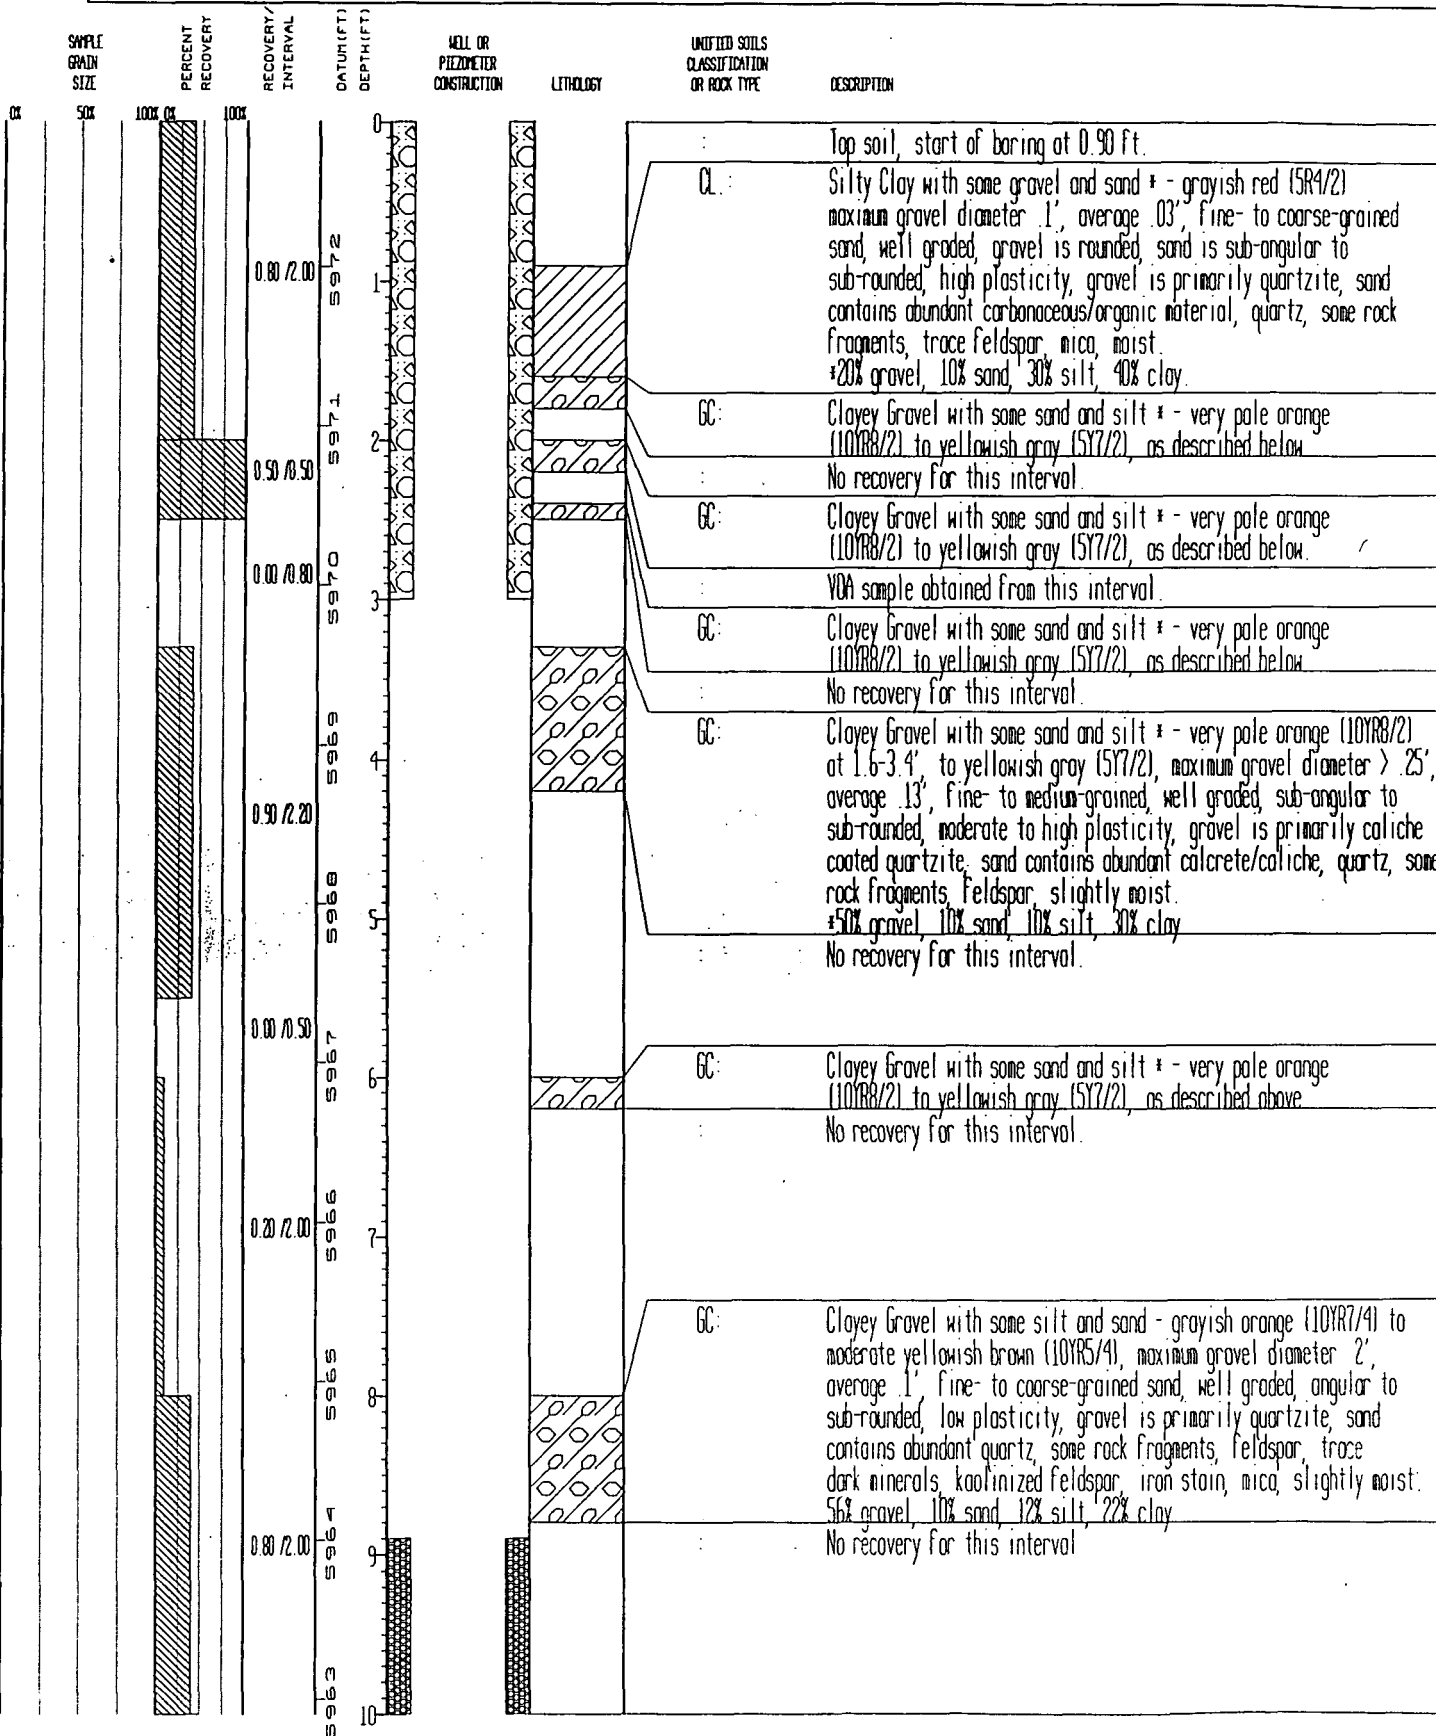 SAMPLE
GRAIN
SIZE
PERCENT
RECOVERY
RECOVERY/
INTERVAL
DATUM(FT)
DEPTH(FT)
WELL OR
PIEZOMETER
CONSTRUCTION
LITHOLOGY
UNIFIED SOILS
CLASSIFICATION
OR ROCK TYPE
DESCRIPTION
0% 50% 100% 0% 100%
0
: Top soil, start of boring at 0.90 ft.
CL: Silty Clay with some gravel and sand * - grayish red (5R4/2)
maximum gravel diameter .1', average .03', fine- to coarse-grained
sand, well graded, gravel is rounded, sand is sub-angular to
sub-rounded, high plasticity, gravel is primarily quartzite, sand
contains abundant carbonaceous/organic material, quartz, some rock
fragments, trace feldspar, mica, moist.
*20% gravel, 10% sand, 30% silt, 40% clay.
0.80 /2.00
5972
1
GC: Clayey Gravel with some sand and silt * - very pale orange
(10YR8/2) to yellowish gray (5Y7/2), as described below
5971
2
: No recovery for this interval.
0.50 /0.50
GC: Clayey Gravel with some sand and silt * - very pale orange
(10YR8/2) to yellowish gray (5Y7/2), as described below.
0.00 /0.80
5970
: VOA sample obtained from this interval.
3
GC: Clayey Gravel with some sand and silt * - very pale orange
(10YR8/2) to yellowish gray (5Y7/2), as described below
: No recovery for this interval.
GC: Clayey Gravel with some sand and silt * - very pale orange (10YR8/2)
at 1.6-3.4', to yellowish gray (5Y7/2), maximum gravel diameter > .25',
average .13', fine- to medium-grained, well graded, sub-angular to
sub-rounded, moderate to high plasticity, gravel is primarily caliche
coated quartzite, sand contains abundant calcrete/caliche, quartz, some
rock fragments, feldspar, slightly moist.
*50% gravel, 10% sand, 10% silt, 30% clay
5969
4
0.90 /2.20
5968
5
: No recovery for this interval.
0.00 /0.50
5967
6
GC: Clayey Gravel with some sand and silt * - very pale orange
(10YR8/2) to yellowish gray (5Y7/2), as described above
: No recovery for this interval.
0.20 /2.00
5966
7
GC: Clayey Gravel with some silt and sand - grayish orange (10YR7/4) to
moderate yellowish brown (10YR5/4), maximum gravel diameter 2',
average .1', fine- to coarse-grained sand, well graded, angular to
sub-rounded, low plasticity, gravel is primarily quartzite, sand
contains abundant quartz, some rock fragments, feldspar, trace
dark minerals, kaolinized feldspar, iron stain, mica, slightly moist:
56% gravel, 10% sand, 12% silt, 22% clay
5965
8
0.80 /2.00
5964
9
: No recovery for this interval
5963
10